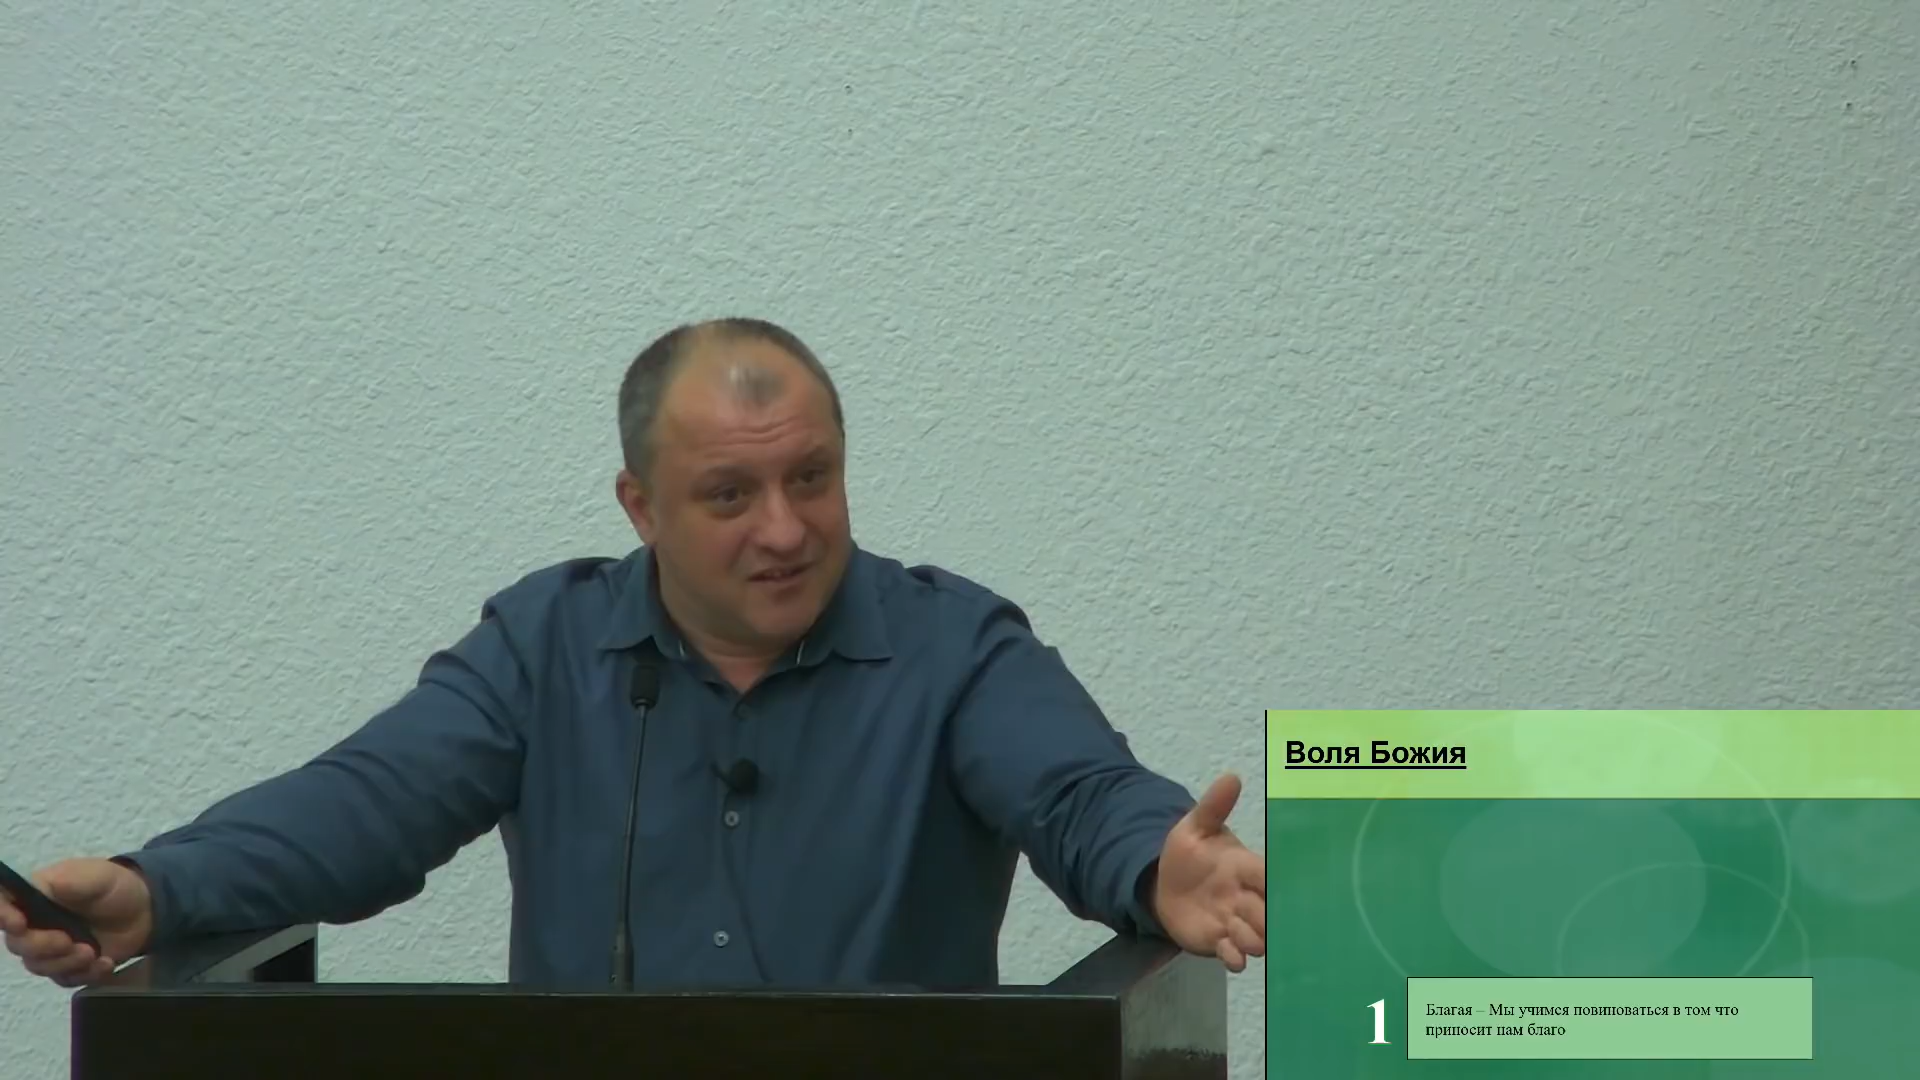 Воля Божия
1
Благая – Мы учимся повиноваться в том что
приносит нам благо